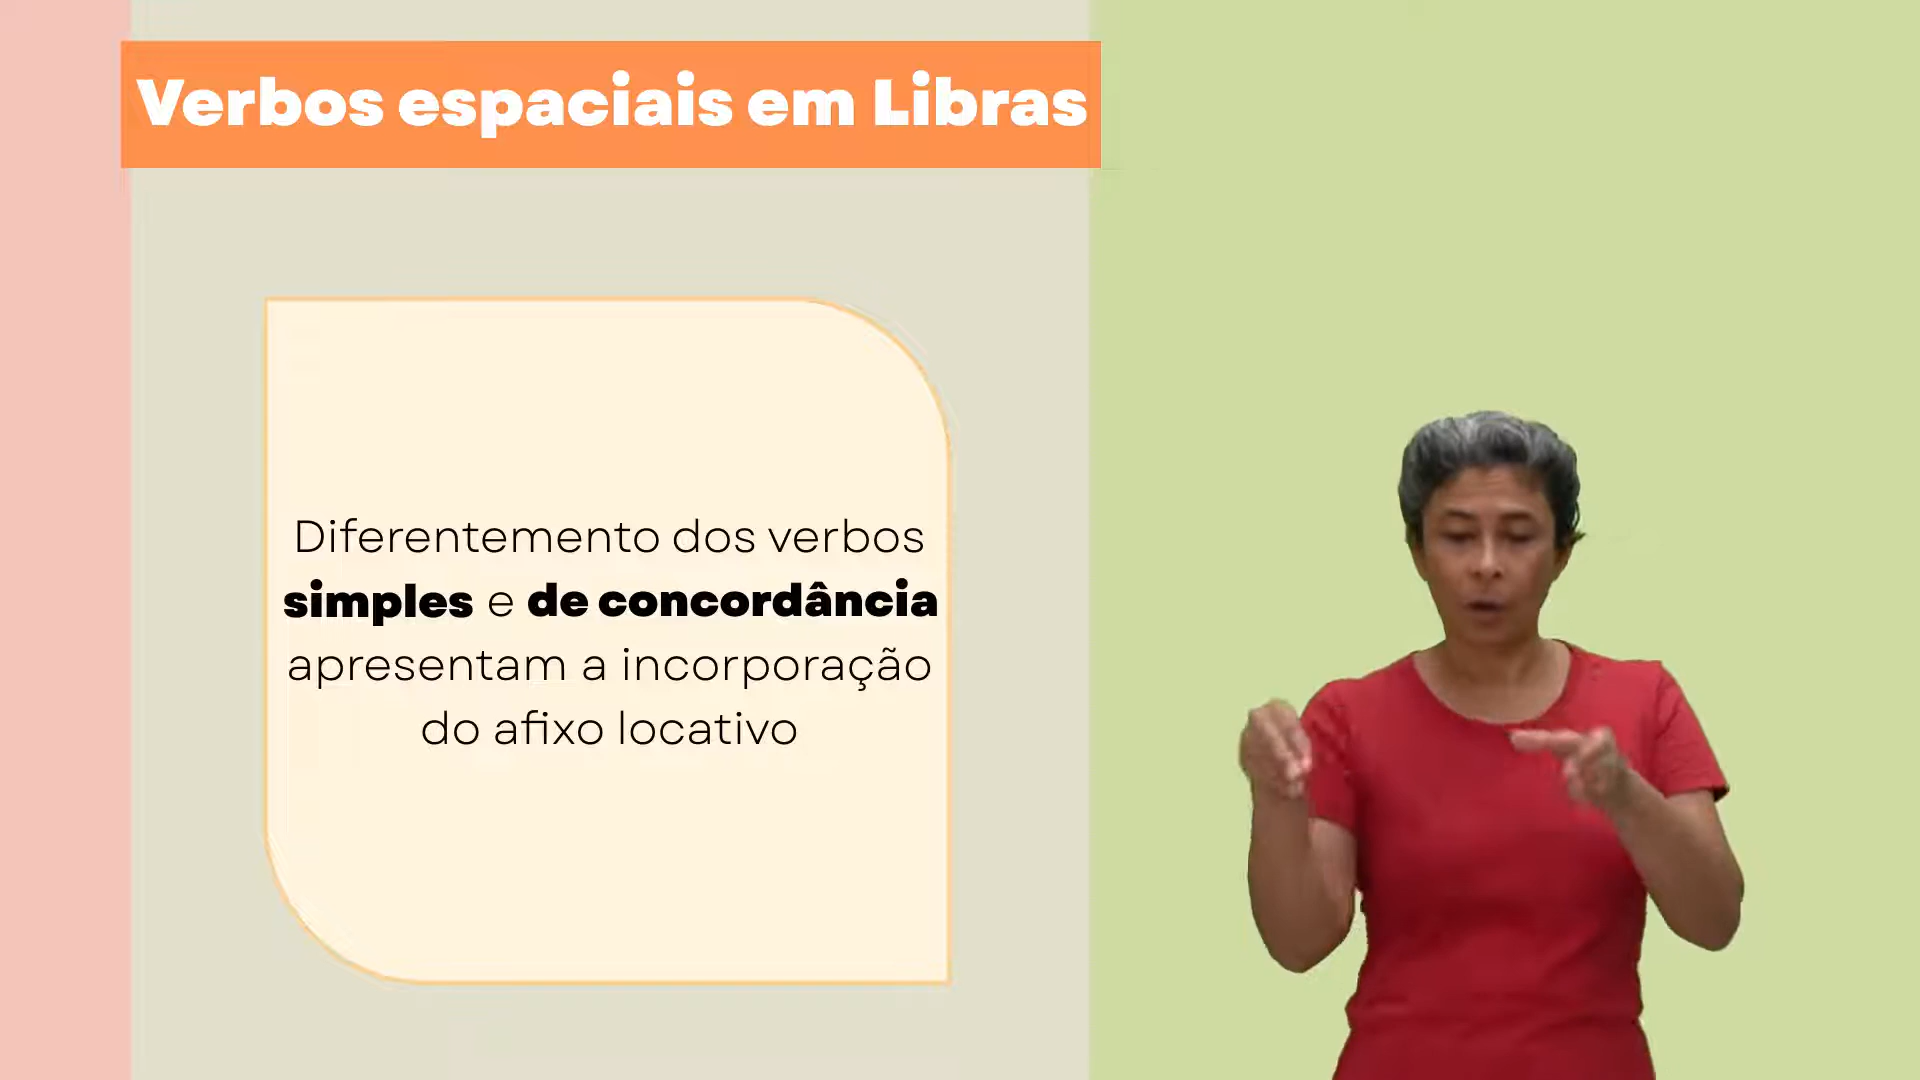 Verbos espaciais em Libras
Diferentemento dos verbos
simples e de concordância
apresentam a incorporação
do afixo locativo